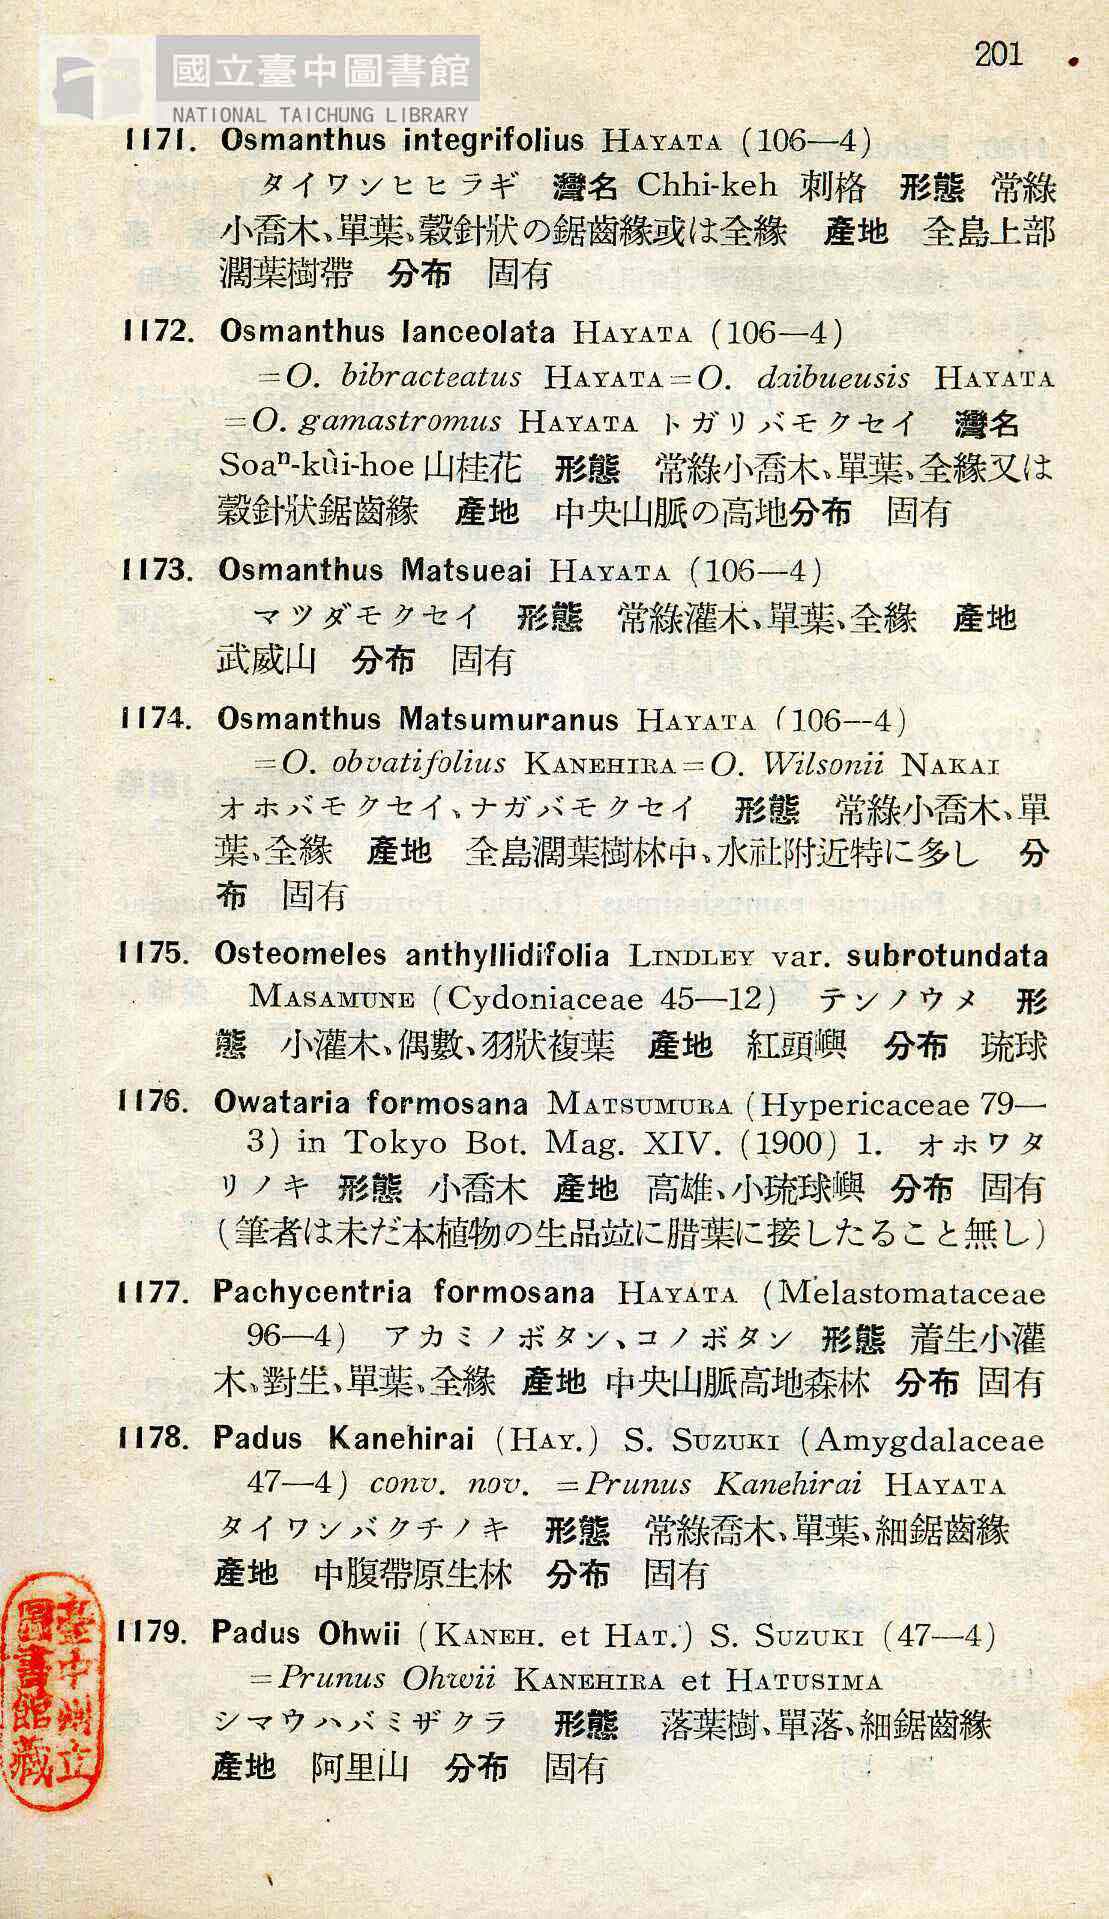 國立臺中圖書館
NATIONAL TAICHUNG LIBRARY
201
1171. Osmanthus integrifolius HAYATA (106—4)
タイワンヒヒラギ 灣名 Chhi-keh 刺格 形態 常綠
小喬木、單葉、穀針狀の鋸齒緣或は全緣 產地 全島上部
濶葉樹帶 分布 固有
1172. Osmanthus lanceolata HAYATA (106—4)
=O. bibracteatus HAYATA=O. daibueusis HAYATA
=O. gamastromus HAYATA トガリバモクセイ 灣名
Soaⁿ-kùi-hoe 山桂花 形態 常綠小喬木、單葉、全緣又は
穀針狀鋸齒緣 產地 中央山脈の高地分布 固有
1173. Osmanthus Matsueai HAYATA (106—4)
マツダモクセイ 形態 常綠灌木、單葉、全緣 產地
武威山 分布 固有
1174. Osmanthus Matsumuranus HAYATA (106—4)
=O. obvatifolius KANEHIRA=O. Wilsonii NAKAI
オホバモクセイ、ナガバモクセイ 形態 常綠小喬木、單
葉、全緣 產地 全島濶葉樹林中、水社附近特に多し 分
布 固有
1175. Osteomeles anthyllidifolia LINDLEY var. subrotundata
MASAMUNE (Cydoniaceae 45—12) テンノウメ 形
態 小灌木、偶數、羽狀複葉 產地 紅頭嶼 分布 琉球
1176. Owataria formosana MATSUMURA (Hypericaceae 79—
3) in Tokyo Bot. Mag. XIV. (1900) 1. オホワタ
リノキ 形態 小喬木 產地 高雄、小琉球嶼 分布 固有
(筆者は未だ本植物の生品竝に腊葉に接したること無し)
1177. Pachycentria formosana HAYATA (Melastomataceae
96—4) アカミノボタン、コノボタン 形態 着生小灌
木、對生、單葉、全緣 產地 中央山脈高地森林 分布 固有
1178. Padus Kanehirai (HAY.) S. SUZUKI (Amygdalaceae
47—4) conv. nov. =Prunus Kanehirai HAYATA
タイワンバクチノキ 形態 常綠喬木、單葉、細鋸齒緣
產地 中腹帶原生林 分布 固有
1179. Padus Ohwii (KANEH. et HAT.) S. SUZUKI (47—4)
=Prunus Ohwii KANEHIRA et HATUSIMA
シマウハバミザクラ 形態 落葉樹、單落、細鋸齒緣
產地 阿里山 分布 固有
臺中州立
圖書館藏